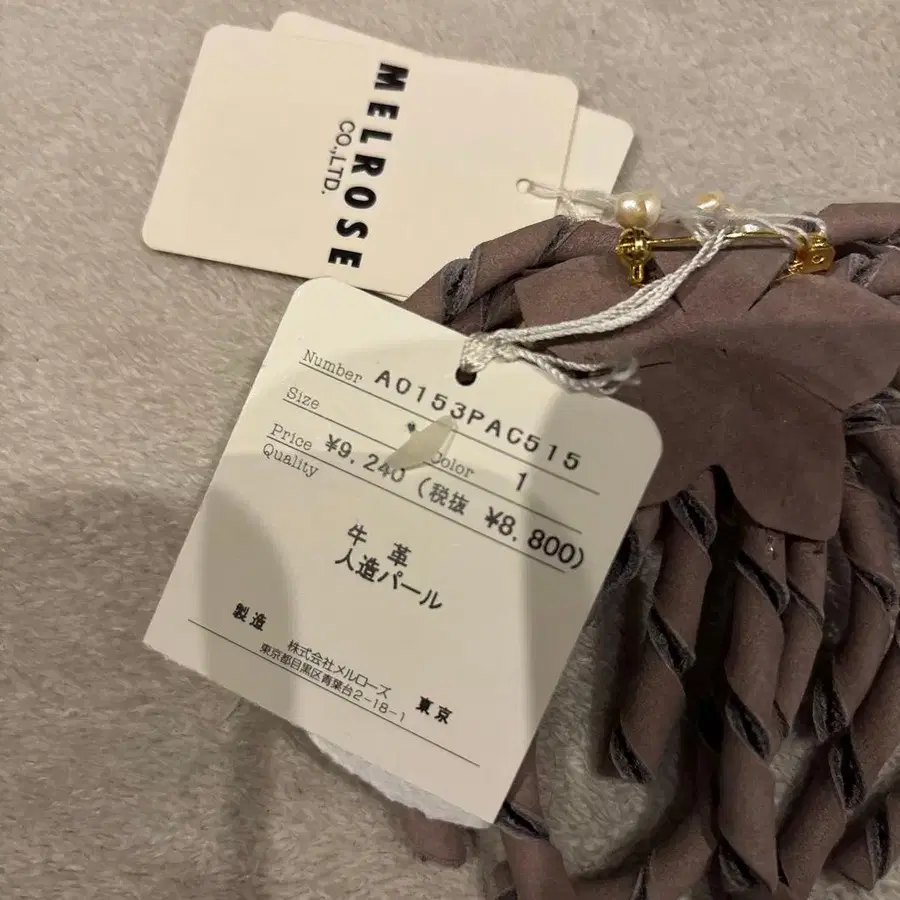 MELROSE
CO.,LTD.
Number A0153PAC515
Size * Color 1
Price ¥9,240 (税抜 ¥8,800)
Quality
牛 革
人造パール
製造 株式会社メルローズ
東京都目黒区青葉台2-18-1 東京